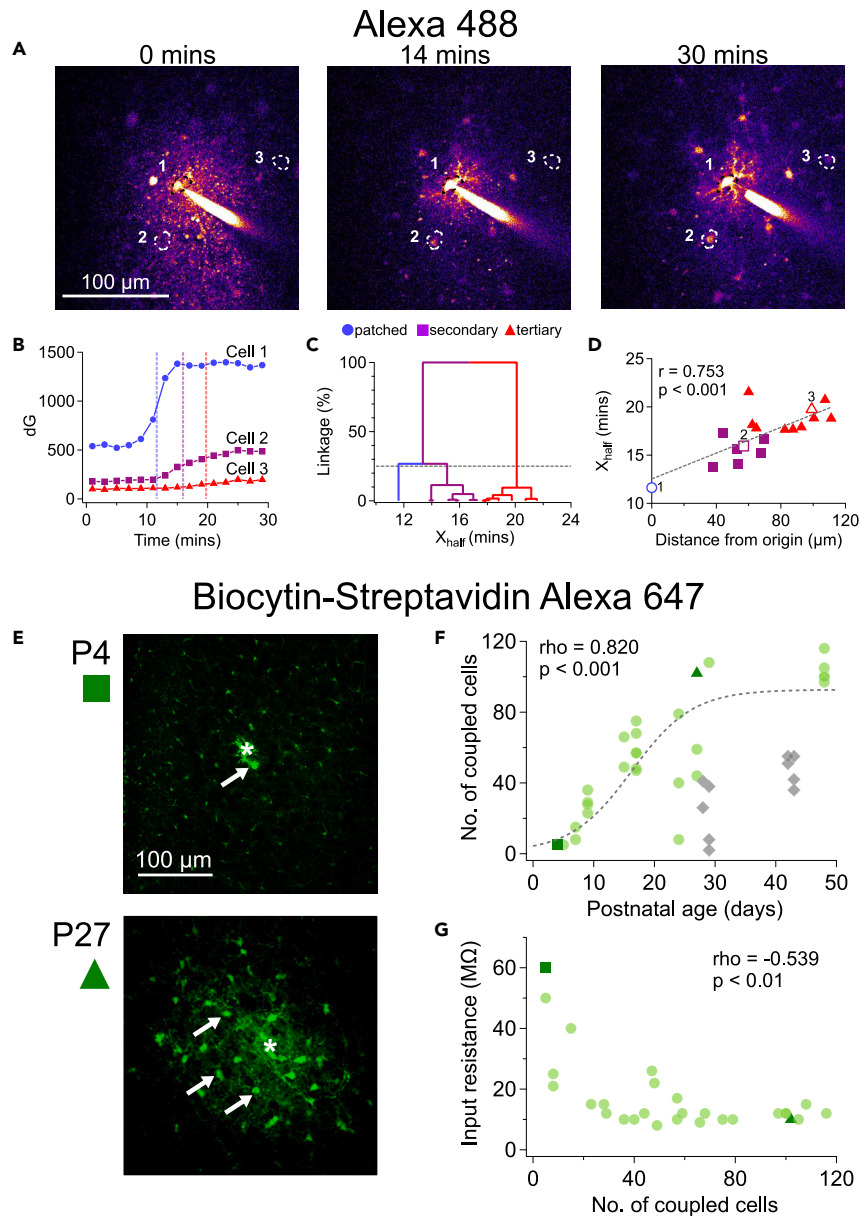 Alexa 488
A
0 mins
14 mins
30 mins
1
2
3
1
2
3
1
2
3
100 µm
patched
secondary
tertiary
B
1500
1000
500
0
dG
0
10
20
30
Time (mins)
Cell 1
Cell 2
Cell 3
C
100
50
0
Linkage (%)
12
16
20
24
Xhalf (mins)
D
r = 0.753
p < 0.001
25
20
15
10
Xhalf
(mins)
0
40
80
120
Distance from origin (µm)
1
2
3
Biocytin-Streptavidin Alexa 647
E
P4
*
100 µm
P27
*
F
rho = 0.820
p < 0.001
120
80
40
0
No. of coupled cells
0
10
20
30
40
50
Postnatal age (days)
G
rho = -0.539
p < 0.01
60
40
20
0
Input resistance (MΩ)
0
40
80
120
No. of coupled cells